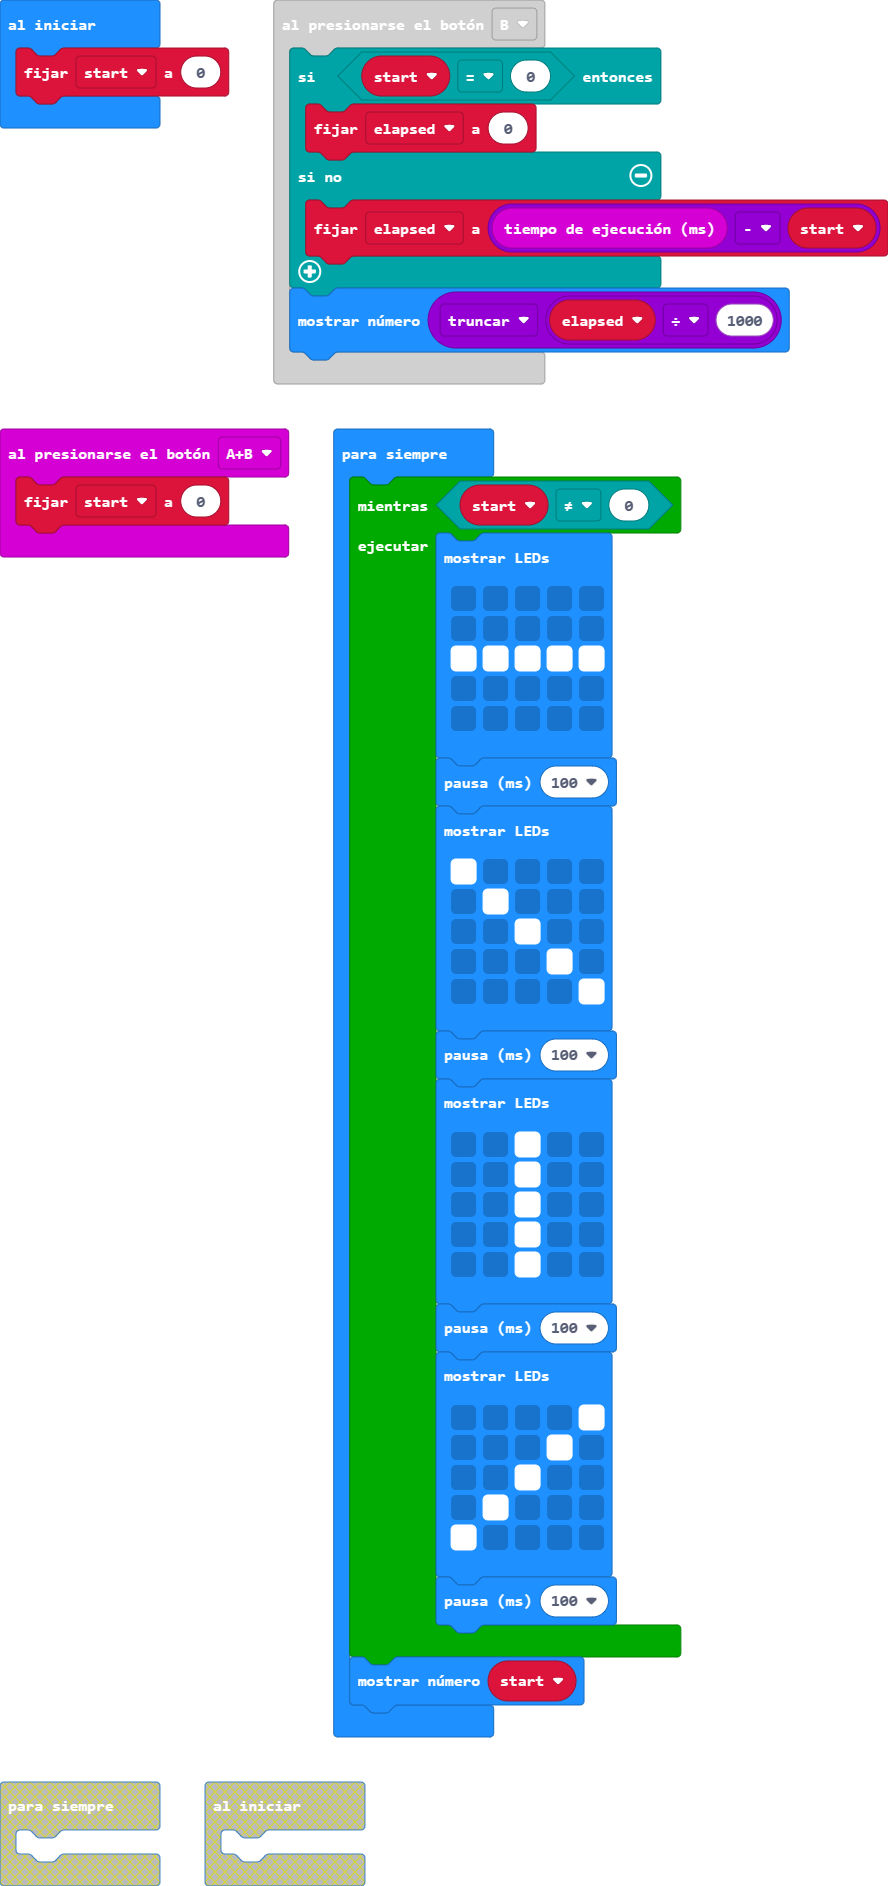 al iniciar
fijar start a 0
al presionarse el botón B
si start = 0 entonces
fijar elapsed a 0
si no
fijar elapsed a tiempo de ejecución (ms) - start
mostrar número truncar elapsed ÷ 1000
al presionarse el botón A+B
fijar start a 0
para siempre
mientras start ≠ 0
ejecutar
mostrar LEDs
pausa (ms) 100
mostrar LEDs
pausa (ms) 100
mostrar LEDs
pausa (ms) 100
mostrar LEDs
pausa (ms) 100
mostrar número start
para siempre
al iniciar